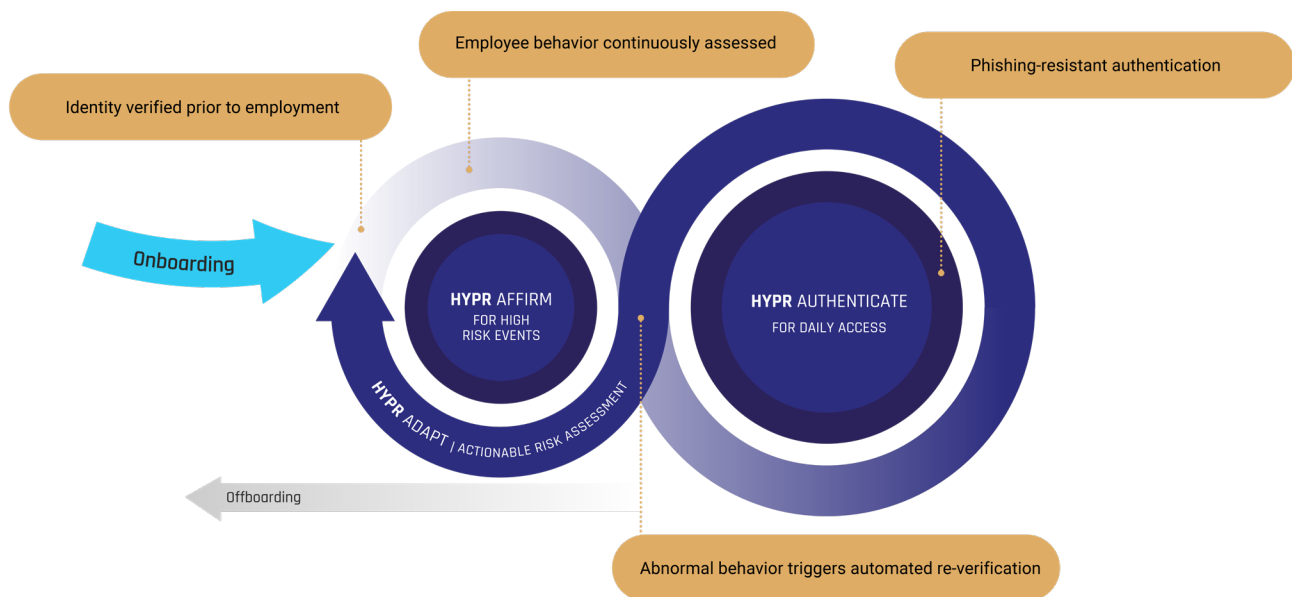 Employee behavior continuously assessed
Phishing-resistant authentication
Identity verified prior to employment
Onboarding
HYPR AFFIRM
FOR HIGH
RISK EVENTS
HYPR AUTHENTICATE
FOR DAILY ACCESS
HYPR ADAPT | ACTIONABLE RISK ASSESSMENT
Offboarding
Abnormal behavior triggers automated re-verification